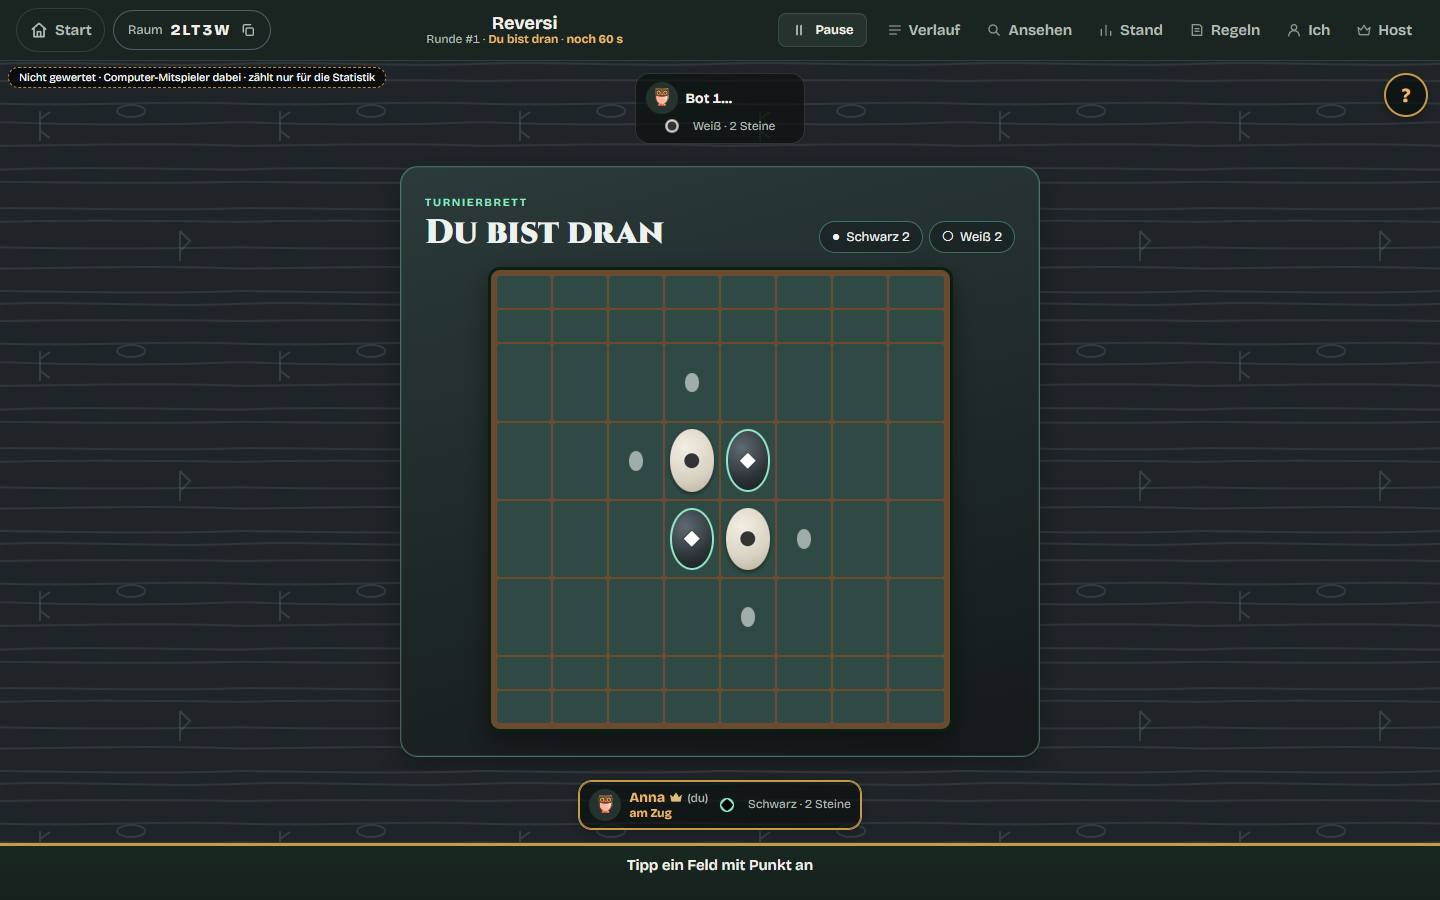 Start
Raum 2LT3W
Reversi
Runde #1 · Du bist dran · noch 60 s
Pause
Verlauf
Ansehen
Stand
Regeln
Ich
Host
Nicht gewertet · Computer-Mitspieler dabei · zählt nur für die Statistik
Bot 1...
Weiß · 2 Steine
?
TURNIERBRETT
Du bist dran
Schwarz 2
Weiß 2
Anna (du)
am Zug
Schwarz · 2 Steine
Tipp ein Feld mit Punkt an